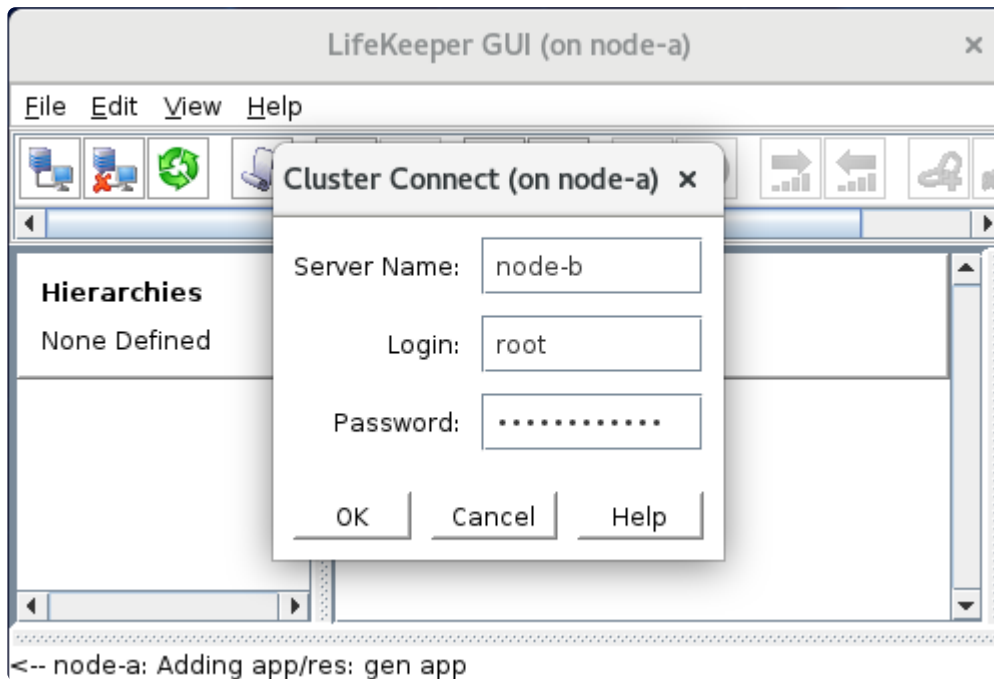 LifeKeeper GUI (on node-a) ×
File Edit View Help
Cluster Connect (on node-a) ×
Server Name: node-b
Login: root
Password: ••••••••••••
OK Cancel Help
Hierarchies
None Defined
<-- node-a: Adding app/res: gen app